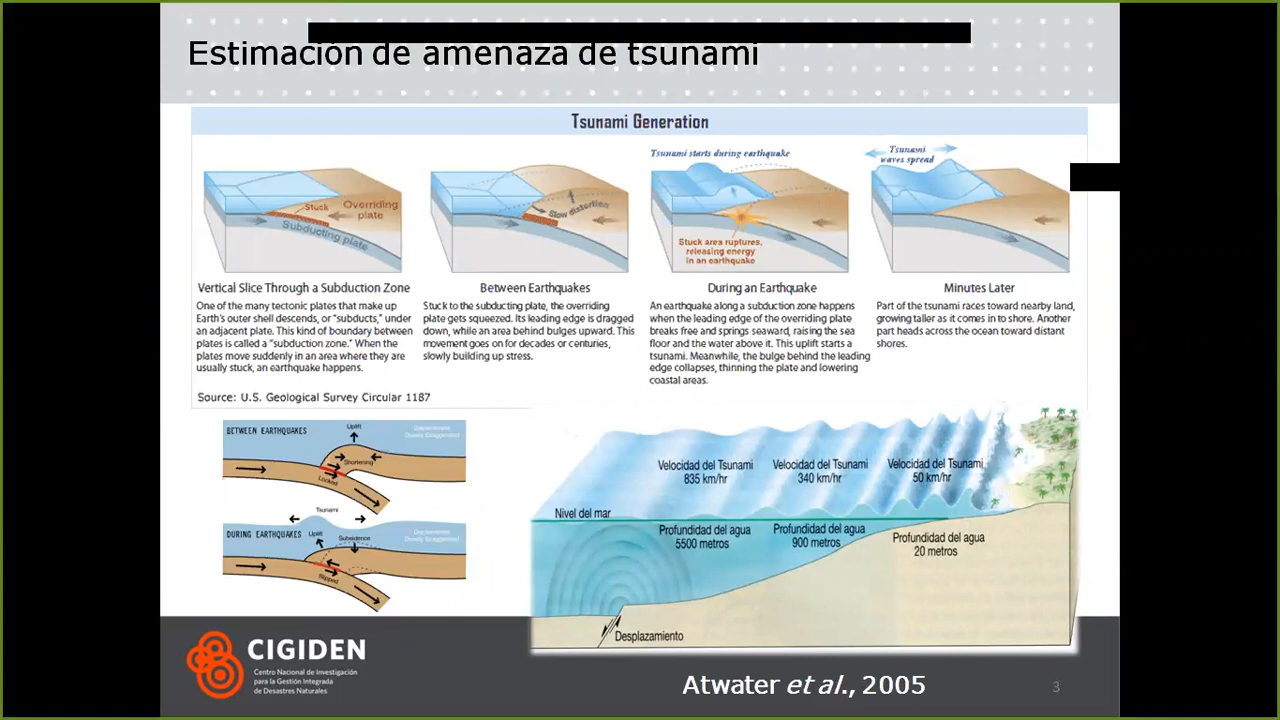 Estimación de amenaza de tsunami
Tsunami Generation
Stuck
Overriding
plate
Subducting plate
Vertical Slice Through a Subduction Zone
One of the many tectonic plates that make up
Earth's outer shell descends, or "subducts," under
an adjacent plate. This kind of boundary between
plates is called a "subduction zone." When the
plates move suddenly in an area where they are
usually stuck, an earthquake happens.
Slow distortion
Between Earthquakes
Stuck to the subducting plate, the overriding
plate gets squeezed. Its leading edge is dragged
down, while an area behind bulges upward. This
movement goes on for decades or centuries,
slowly building up stress.
Tsunami starts during earthquake
Stuck area ruptures,
releasing energy
in an earthquake
During an Earthquake
An earthquake along a subduction zone happens
when the leading edge of the overriding plate
breaks free and springs seaward, raising the sea
floor and the water above it. This uplift starts a
tsunami. Meanwhile, the bulge behind the leading
edge collapses, thinning the plate and lowering
coastal areas.
Tsunami
waves spread
Minutes Later
Part of the tsunami races toward nearby land,
growing taller as it comes in to shore. Another
part heads across the ocean toward distant
shores.
Source: U.S. Geological Survey Circular 1187
BETWEEN EARTHQUAKES
Uplift
Shortening
Locked
Tsunami
DURING EARTHQUAKES
Uplift
Subsidence
Slipped
Velocidad del Tsunami
835 km/hr
Velocidad del Tsunami
340 km/hr
Velocidad del Tsunami
50 km/hr
Nivel del mar
Profundidad del agua
5500 metros
Profundidad del agua
900 metros
Profundidad del agua
20 metros
Desplazamiento
CIGIDEN
Centro Nacional de Investigación
para la Gestión Integrada
de Desastres Naturales
Atwater et al., 2005
3